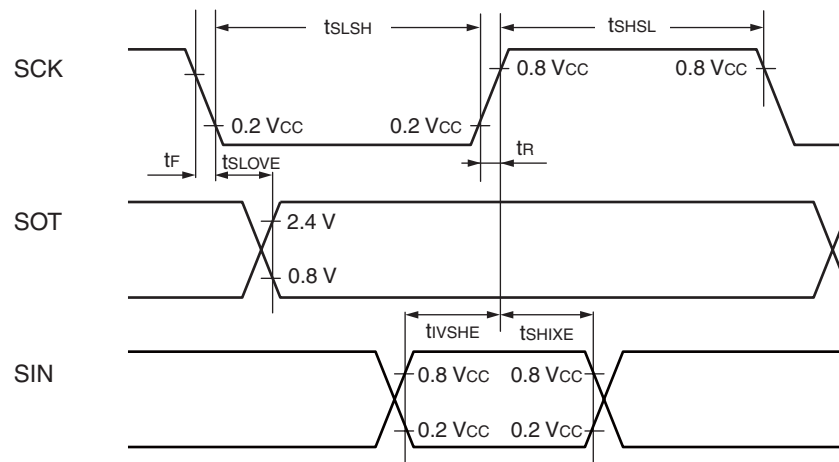 tSLSH tSHSL
SCK
0.8 VCC 0.8 VCC
0.2 VCC 0.2 VCC
tF tSLOVE tR
SOT
2.4 V
0.8 V
tIVSHE tSHIXE
SIN
0.8 VCC 0.8 VCC
0.2 VCC 0.2 VCC